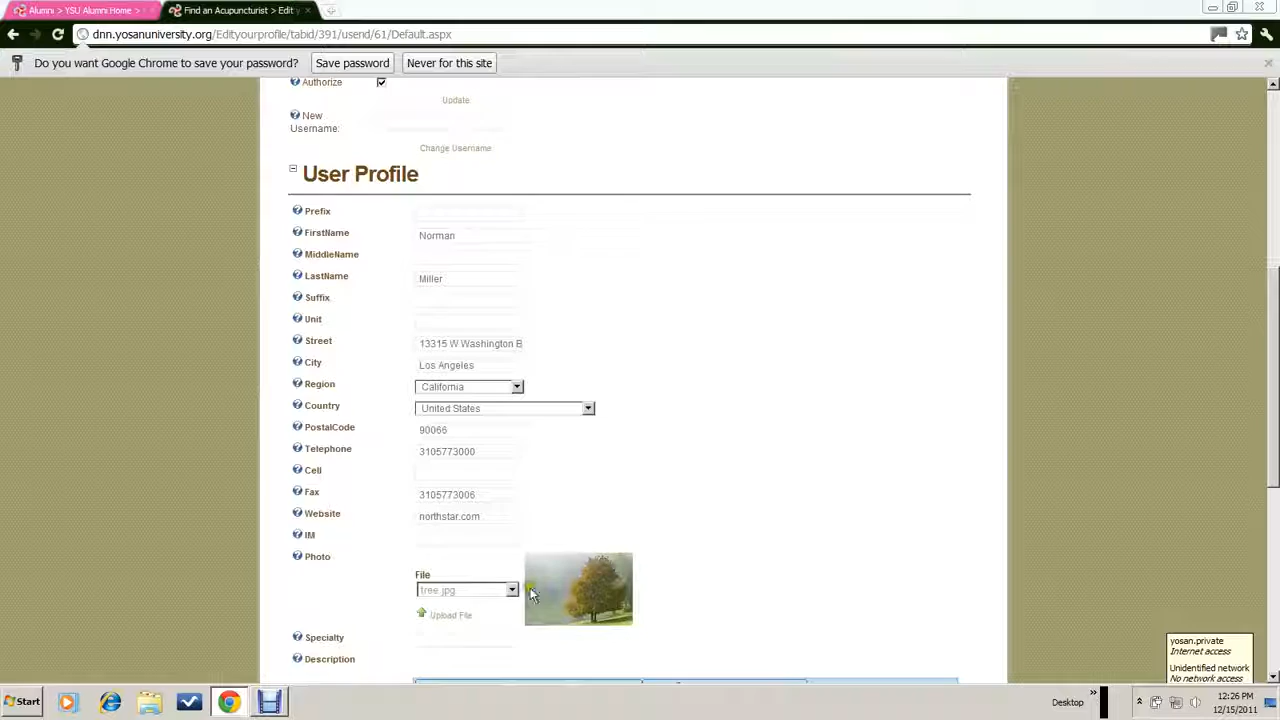 Alumni > YSU Alumni Home >
Find an Acupuncturist > Edit y
dnn.yosanuniversity.org/Edityourprofile/tabid/391/userid/61/Default.aspx
Do you want Google Chrome to save your password?
Save password
Never for this site
Authorize
Update
New
Username:
Change Username
User Profile
Prefix
FirstName
Norman
MiddleName
LastName
Miller
Suffix
Unit
Street
13315 W Washington B
City
Los Angeles
Region
California
Country
United States
PostalCode
90066
Telephone
3105773000
Cell
Fax
3105773006
Website
northstar.com
IM
Photo
File
tree.jpg
Upload File
Specialty
Description
yosan.private
Internet access
Unidentified network
No network access
Start
Desktop
12:26 PM
12/15/2011